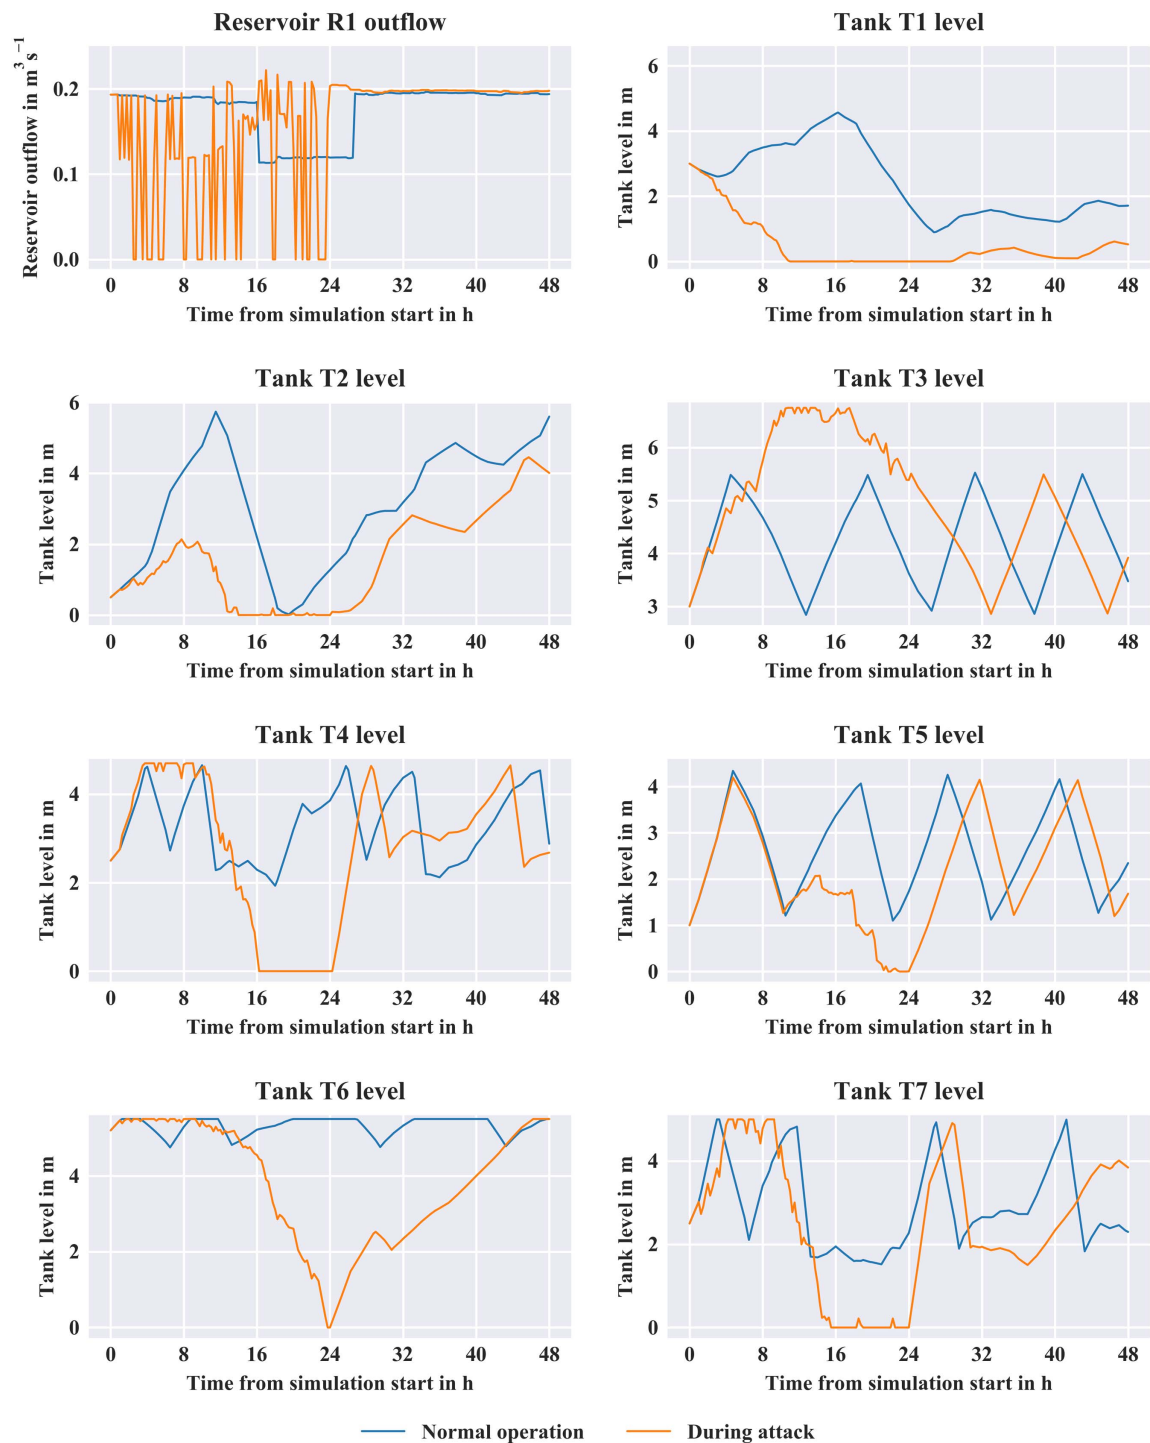 Reservoir R1 outflow
Reservoir outflow in m³ s⁻¹
0.2
0.1
0.0
0 8 16 24 32 40 48
Time from simulation start in h
Tank T1 level
Tank level in m
6
4
2
0
0 8 16 24 32 40 48
Time from simulation start in h
Tank T2 level
Tank level in m
6
4
2
0
0 8 16 24 32 40 48
Time from simulation start in h
Tank T3 level
Tank level in m
6
5
4
3
0 8 16 24 32 40 48
Time from simulation start in h
Tank T4 level
Tank level in m
4
2
0
0 8 16 24 32 40 48
Time from simulation start in h
Tank T5 level
Tank level in m
4
3
2
1
0
0 8 16 24 32 40 48
Time from simulation start in h
Tank T6 level
Tank level in m
4
2
0
0 8 16 24 32 40 48
Time from simulation start in h
Tank T7 level
Tank level in m
4
2
0
0 8 16 24 32 40 48
Time from simulation start in h
Normal operation
During attack